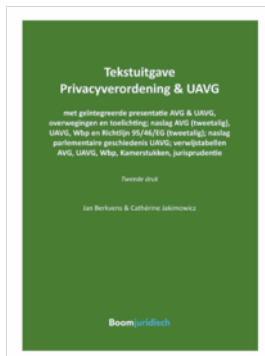 Tekstuitgave
Privacyverordening & UAVG
met geïntegreerde presentatie AVG & UAVG,
overwegingen en toelichting; naslag AVG (tweetalig),
UAVG, Wbp en Richtlijn 95/46/EG (tweetalig); naslag
parlementaire geschiedenis UAVG; verwijstabellen
AVG, UAVG, Wbp, Kamerstukken, jurisprudentie
Tweede druk
Jan Berkvens & Cathérine Jakimowicz
Boomjuridisch